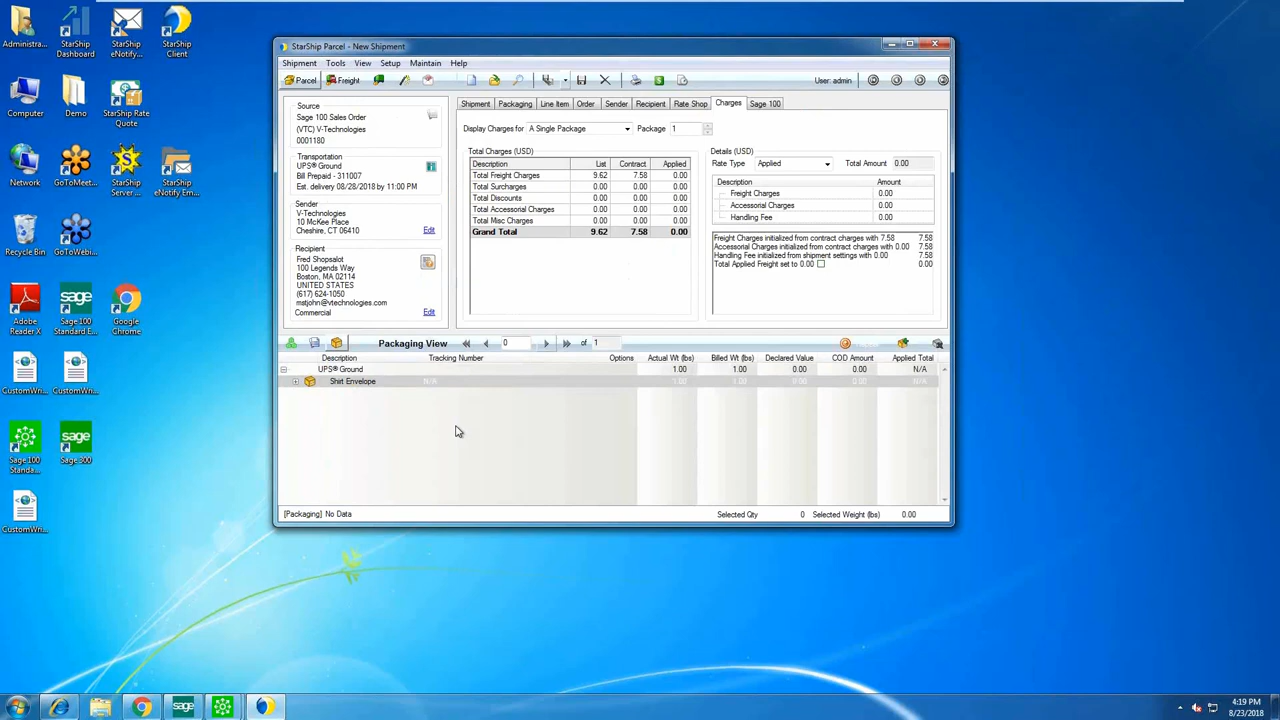 Administra...
StarShip Dashboard
StarShip eNotify...
StarShip Client
Computer
Demo
StarShip Rate Quote
Network
GoToMeet...
StarShip Server ...
StarShip eNotify Em...
Recycle Bin
GoToWebi...
Adobe Reader X
Sage 100 Standard E...
Google Chrome
CustomWri...
CustomWri...
Sage 100 Standa...
Sage 300
CustomWri...
StarShip Parcel - New Shipment
Shipment Tools View Setup Maintain Help
Parcel Freight User: admin
Source
Sage 100 Sales Order
(VTC) V-Technologies
0001180
Transportation
UPS® Ground
Bill Prepaid - 311007
Est. delivery 08/28/2018 by 11:00 PM
Sender
V-Technologies
10 McKee Place
Cheshire, CT 06410 Edit
Recipient
Fred Shopsalot
100 Legends Way
Boston, MA 02114
UNITED STATES
(617) 624-1050
mstjohn@vtechnologies.com
Commercial Edit
Shipment Packaging Line Item Order Sender Recipient Rate Shop Charges Sage 100
Display Charges for A Single Package Package 1
Total Charges (USD)
Description List Contract Applied
Total Freight Charges 9.62 7.58 0.00
Total Surcharges 0.00 0.00 0.00
Total Discounts 0.00 0.00 0.00
Total Accessorial Charges 0.00 0.00 0.00
Total Misc Charges 0.00 0.00 0.00
Grand Total 9.62 7.58 0.00
Details (USD)
Rate Type Applied Total Amount 0.00
Description Amount
Freight Charges 0.00
Accessorial Charges 0.00
Handling Fee 0.00
Freight Charges initialized from contract charges with 7.58 7.58
Accessorial Charges initialized from contract charges with 0.00 7.58
Handling Fee initialized from shipment settings with 0.00 7.58
Total Applied Freight set to 0.00 0.00
Packaging View 0 of 1
Description Tracking Number Options Actual Wt (lbs) Billed Wt (lbs) Declared Value COD Amount Applied Total
UPS® Ground 1.00 1.00 0.00 0.00 N/A
Shirt Envelope N/A 1.00 1.00 0.00 0.00 N/A
[Packaging] No Data Selected Qty 0 Selected Weight (lbs) 0.00
sage
4:19 PM
8/23/2018